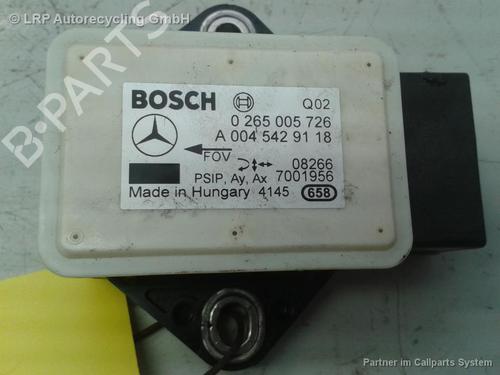 © LRP Autorecycling GmbH
B-PARTS
BOSCH Q02
0 265 005 726
A 004 542 91 18
FOV 08266
PSIP, Ay, Ax 7001956
Made in Hungary 4145 658
Partner im Callparts System